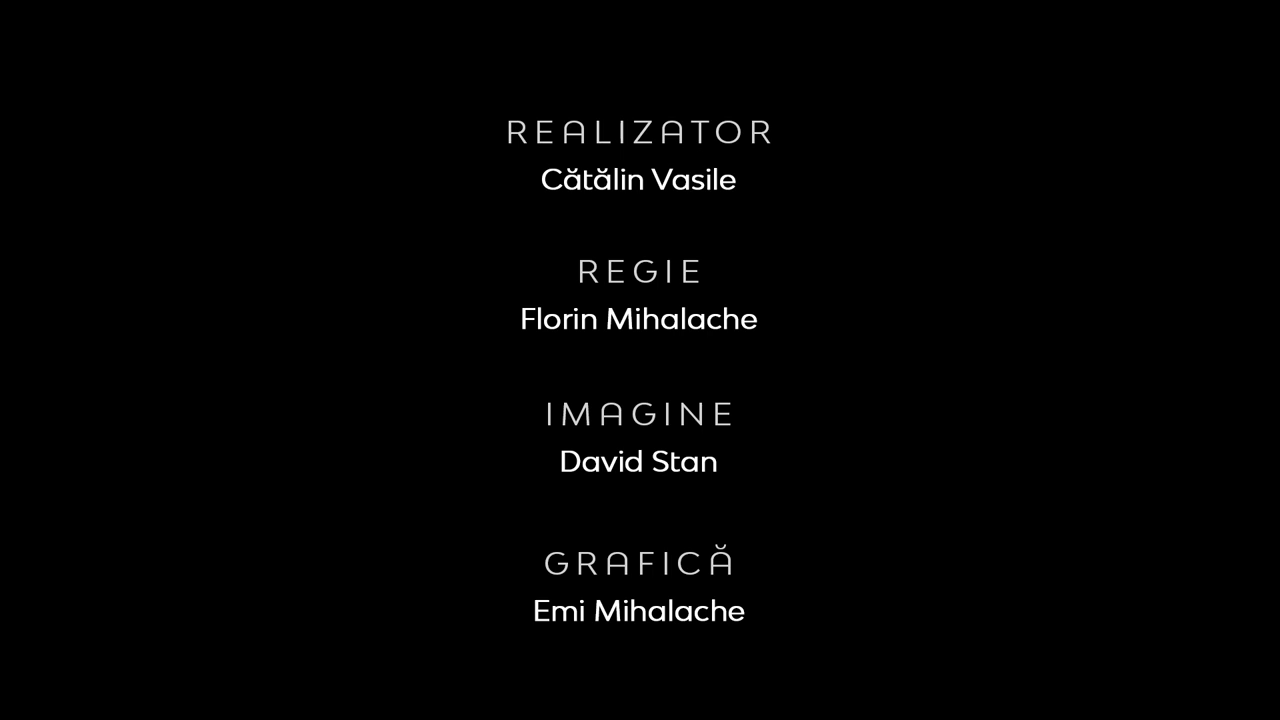 REALIZATOR
Cătălin Vasile
REGIE
Florin Mihalache
IMAGINE
David Stan
GRAFICĂ
Emi Mihalache